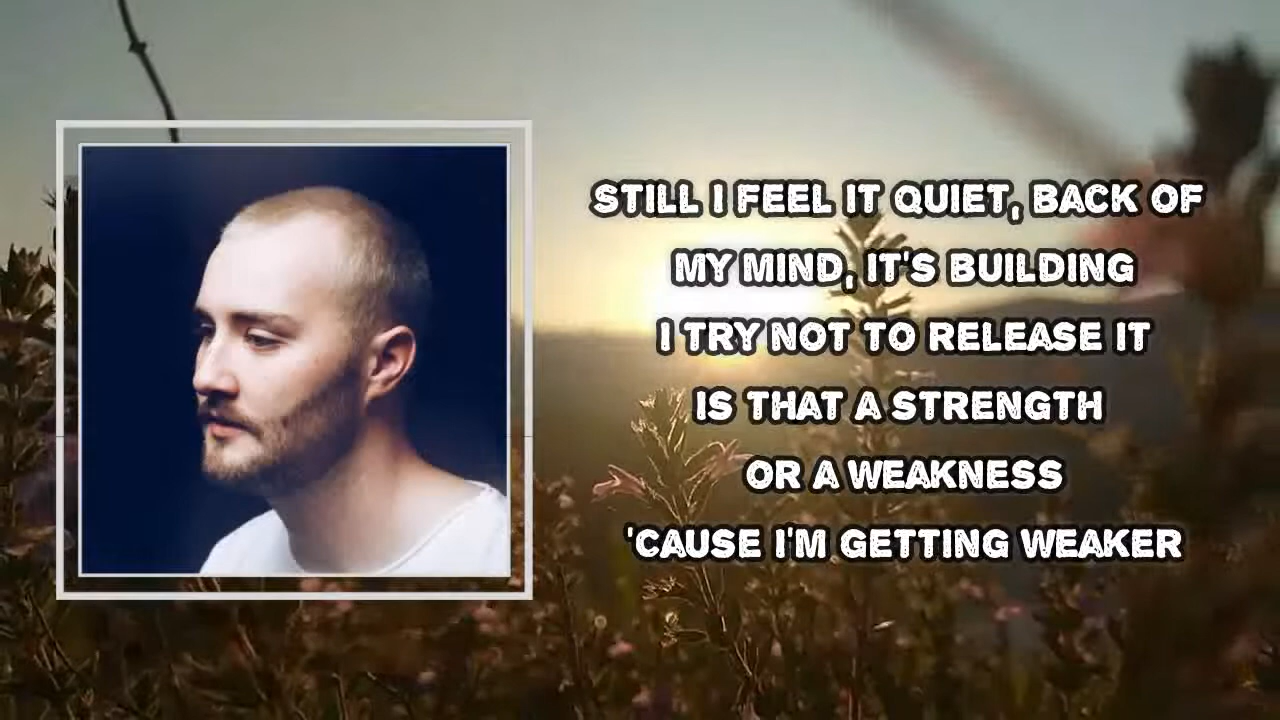 STILL I FEEL IT QUIET, BACK OF
MY MIND, IT'S BUILDING
I TRY NOT TO RELEASE IT
IS THAT A STRENGTH
OR A WEAKNESS
'CAUSE I'M GETTING WEAKER